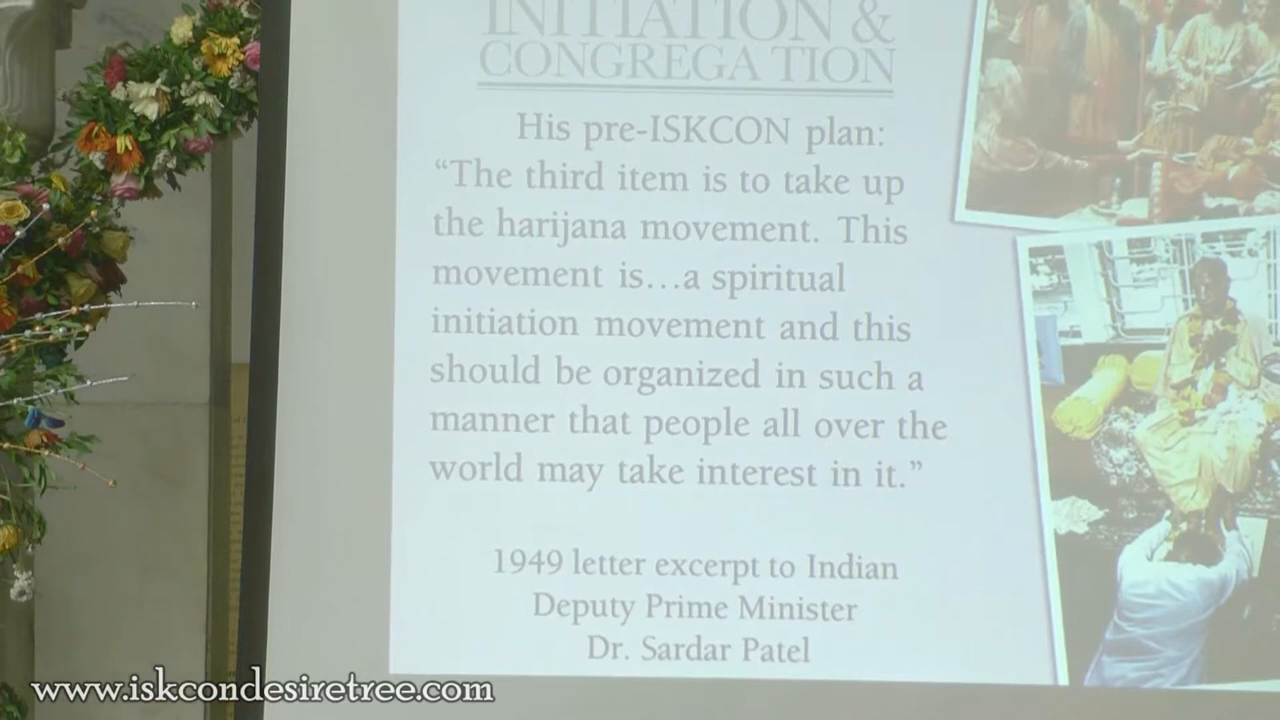 INITIATION &
CONGREGATION
His pre-ISKCON plan:
“The third item is to take up
the harijana movement. This
movement is…a spiritual
initiation movement and this
should be organized in such a
manner that people all over the
world may take interest in it.”
1949 letter excerpt to Indian
Deputy Prime Minister
Dr. Sardar Patel
www.iskcondesiretree.com